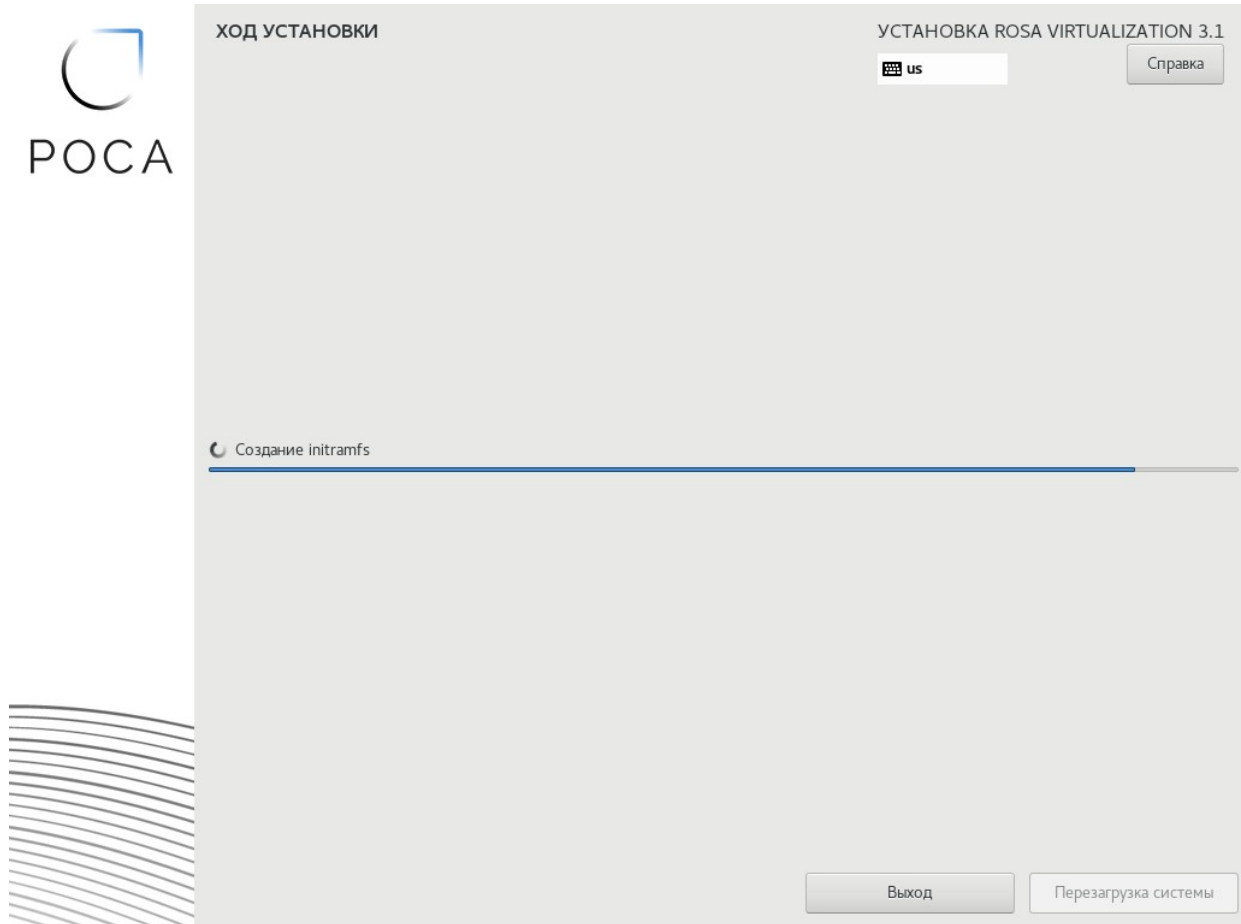 РОСА
ХОД УСТАНОВКИ
УСТАНОВКА ROSA VIRTUALIZATION 3.1
us
Справка
Создание initramfs
Выход
Перезагрузка системы